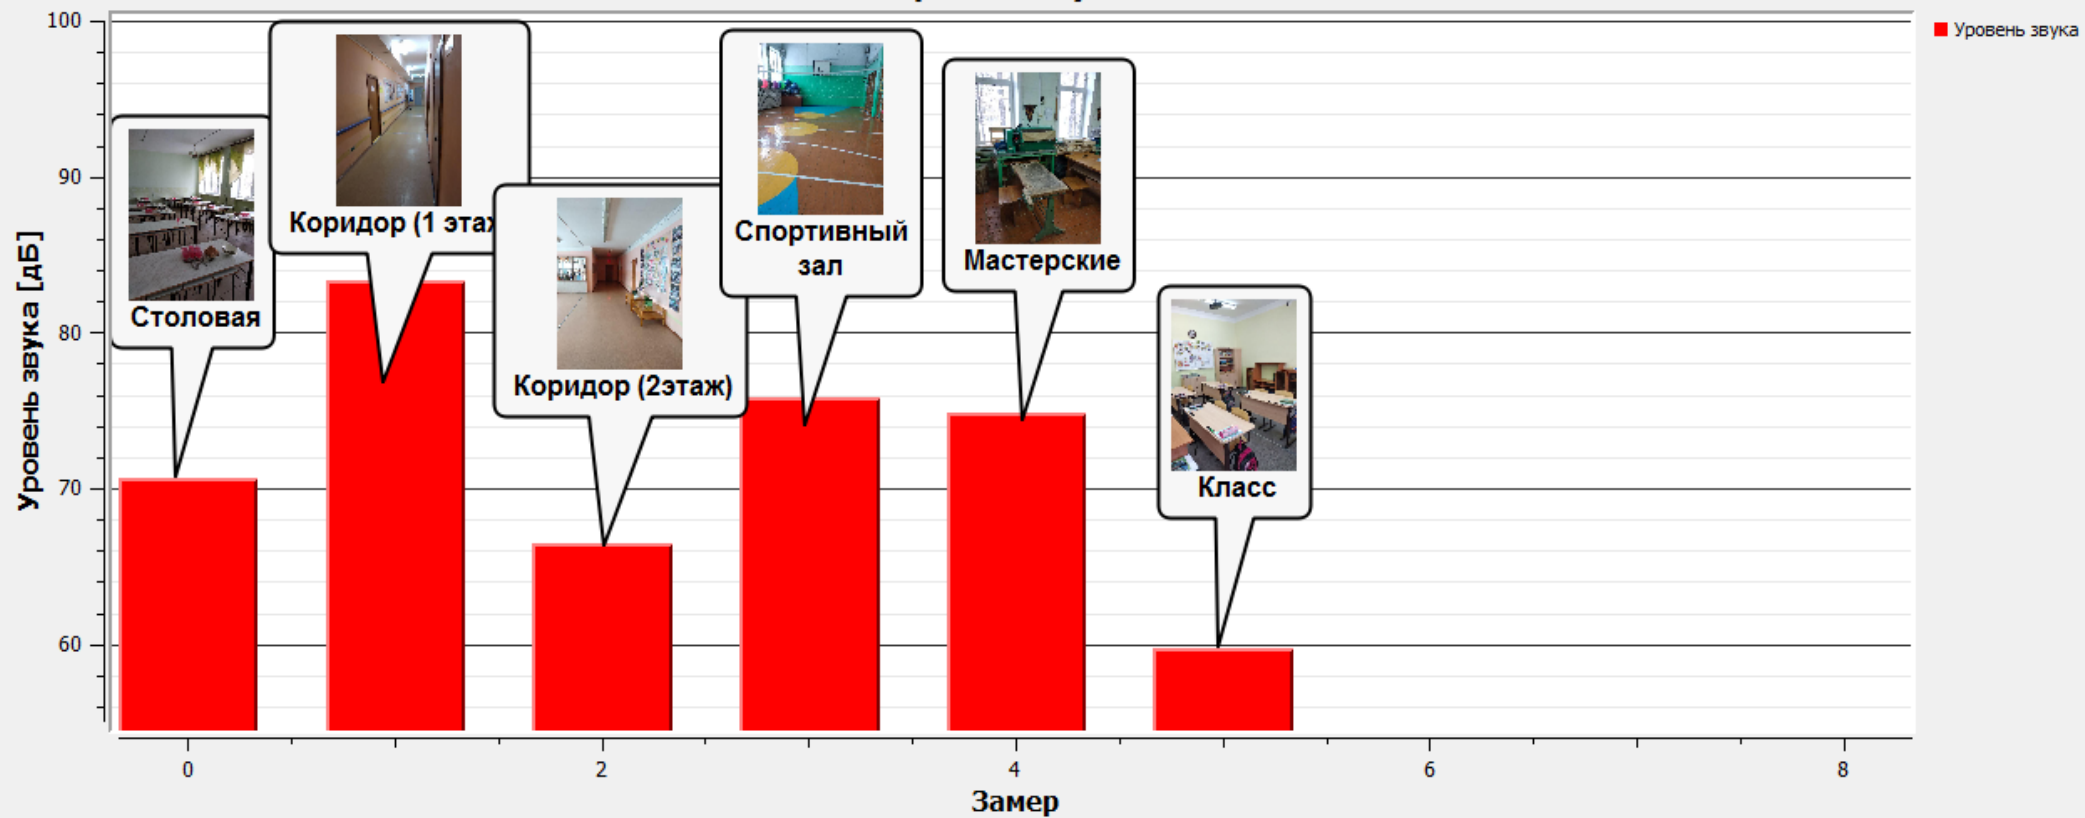 100
90
80
70
60
Уровень звука [дБ]
Уровень звука
Столовая
Коридор (1 этаж
Коридор (2этаж)
Спортивный
зал
Мастерские
Класс
0
2
4
6
8
Замер